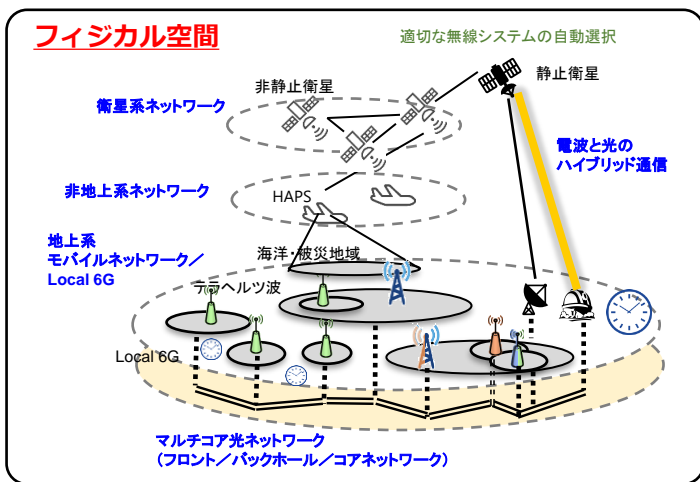 フィジカル空間
適切な無線システムの自動選択
非静止衛星
静止衛星
衛星系ネットワーク
電波と光の
ハイブリッド通信
非地上系ネットワーク
HAPS
地上系
モバイルネットワーク／
Local 6G
海洋・被災地域
テラヘルツ波
Local 6G
マルチコア光ネットワーク
（フロント／バックホール／コアネットワーク）